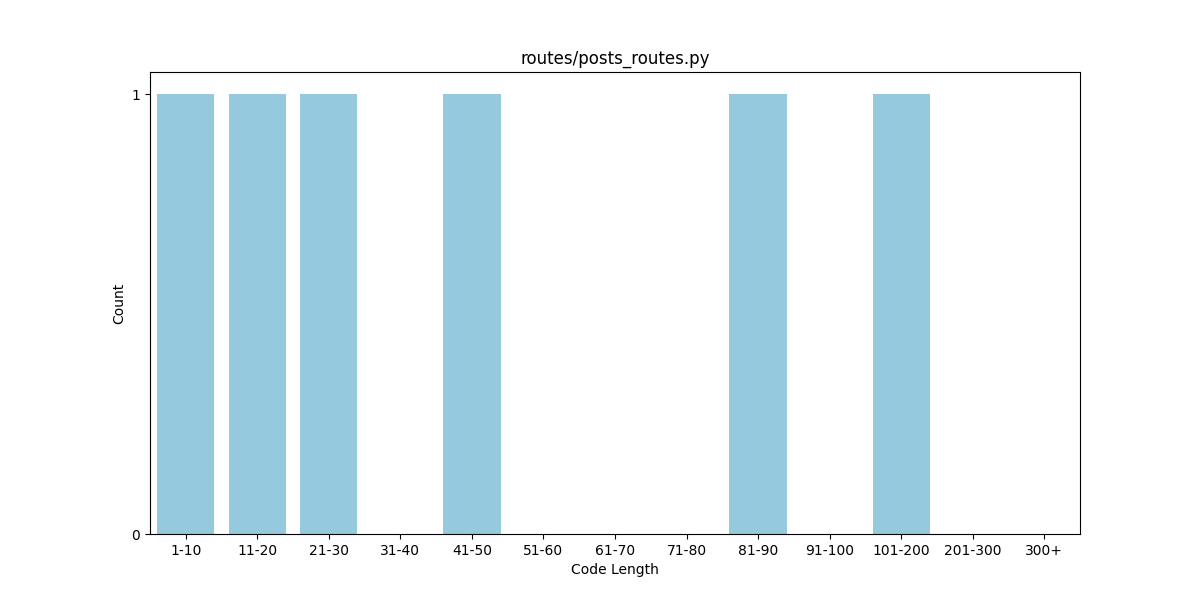 routes/posts_routes.py
1
0
Count
1-10 11-20 21-30 31-40 41-50 51-60 61-70 71-80 81-90 91-100 101-200 201-300 300+
Code Length